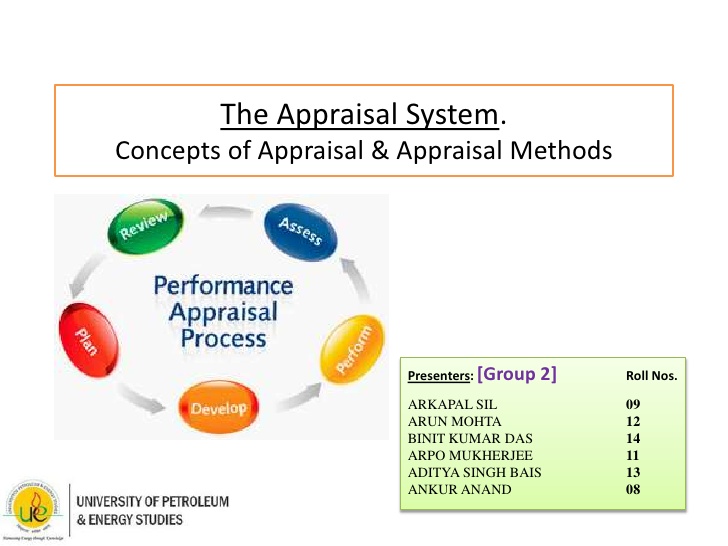 The Appraisal System.
Concepts of Appraisal & Appraisal Methods
Review
Assess
Performance
Appraisal
Process
Plan
Perform
Develop
Presenters: [Group 2] Roll Nos.
ARKAPAL SIL 09
ARUN MOHTA 12
BINIT KUMAR DAS 14
ARPO MUKHERJEE 11
ADITYA SINGH BAIS 13
ANKUR ANAND 08
UNIVERSITY OF PETROLEUM
& ENERGY STUDIES